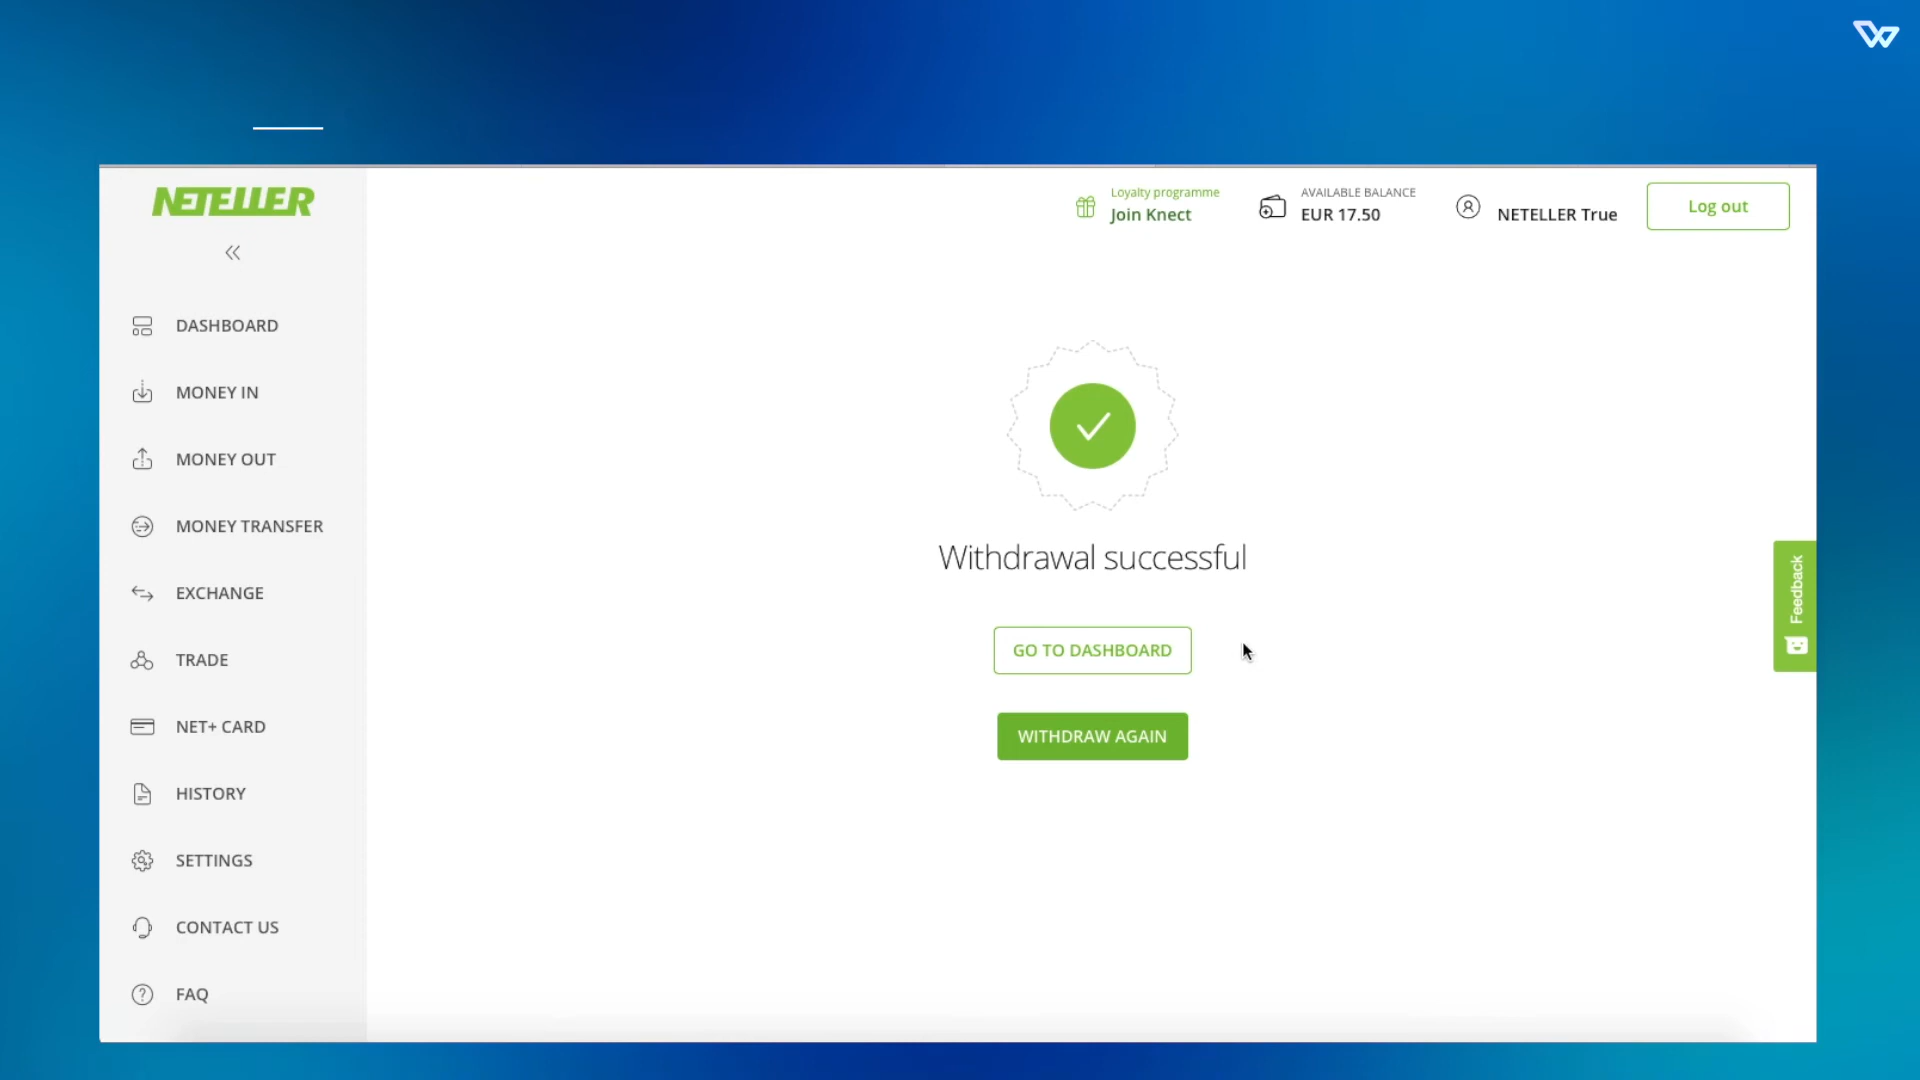 NETELLER
Loyalty programme
Join Knect
AVAILABLE BALANCE
EUR 17.50
NETELLER True
Log out
DASHBOARD
MONEY IN
MONEY OUT
MONEY TRANSFER
EXCHANGE
TRADE
NET+ CARD
HISTORY
SETTINGS
CONTACT US
FAQ
Withdrawal successful
GO TO DASHBOARD
WITHDRAW AGAIN
Feedback